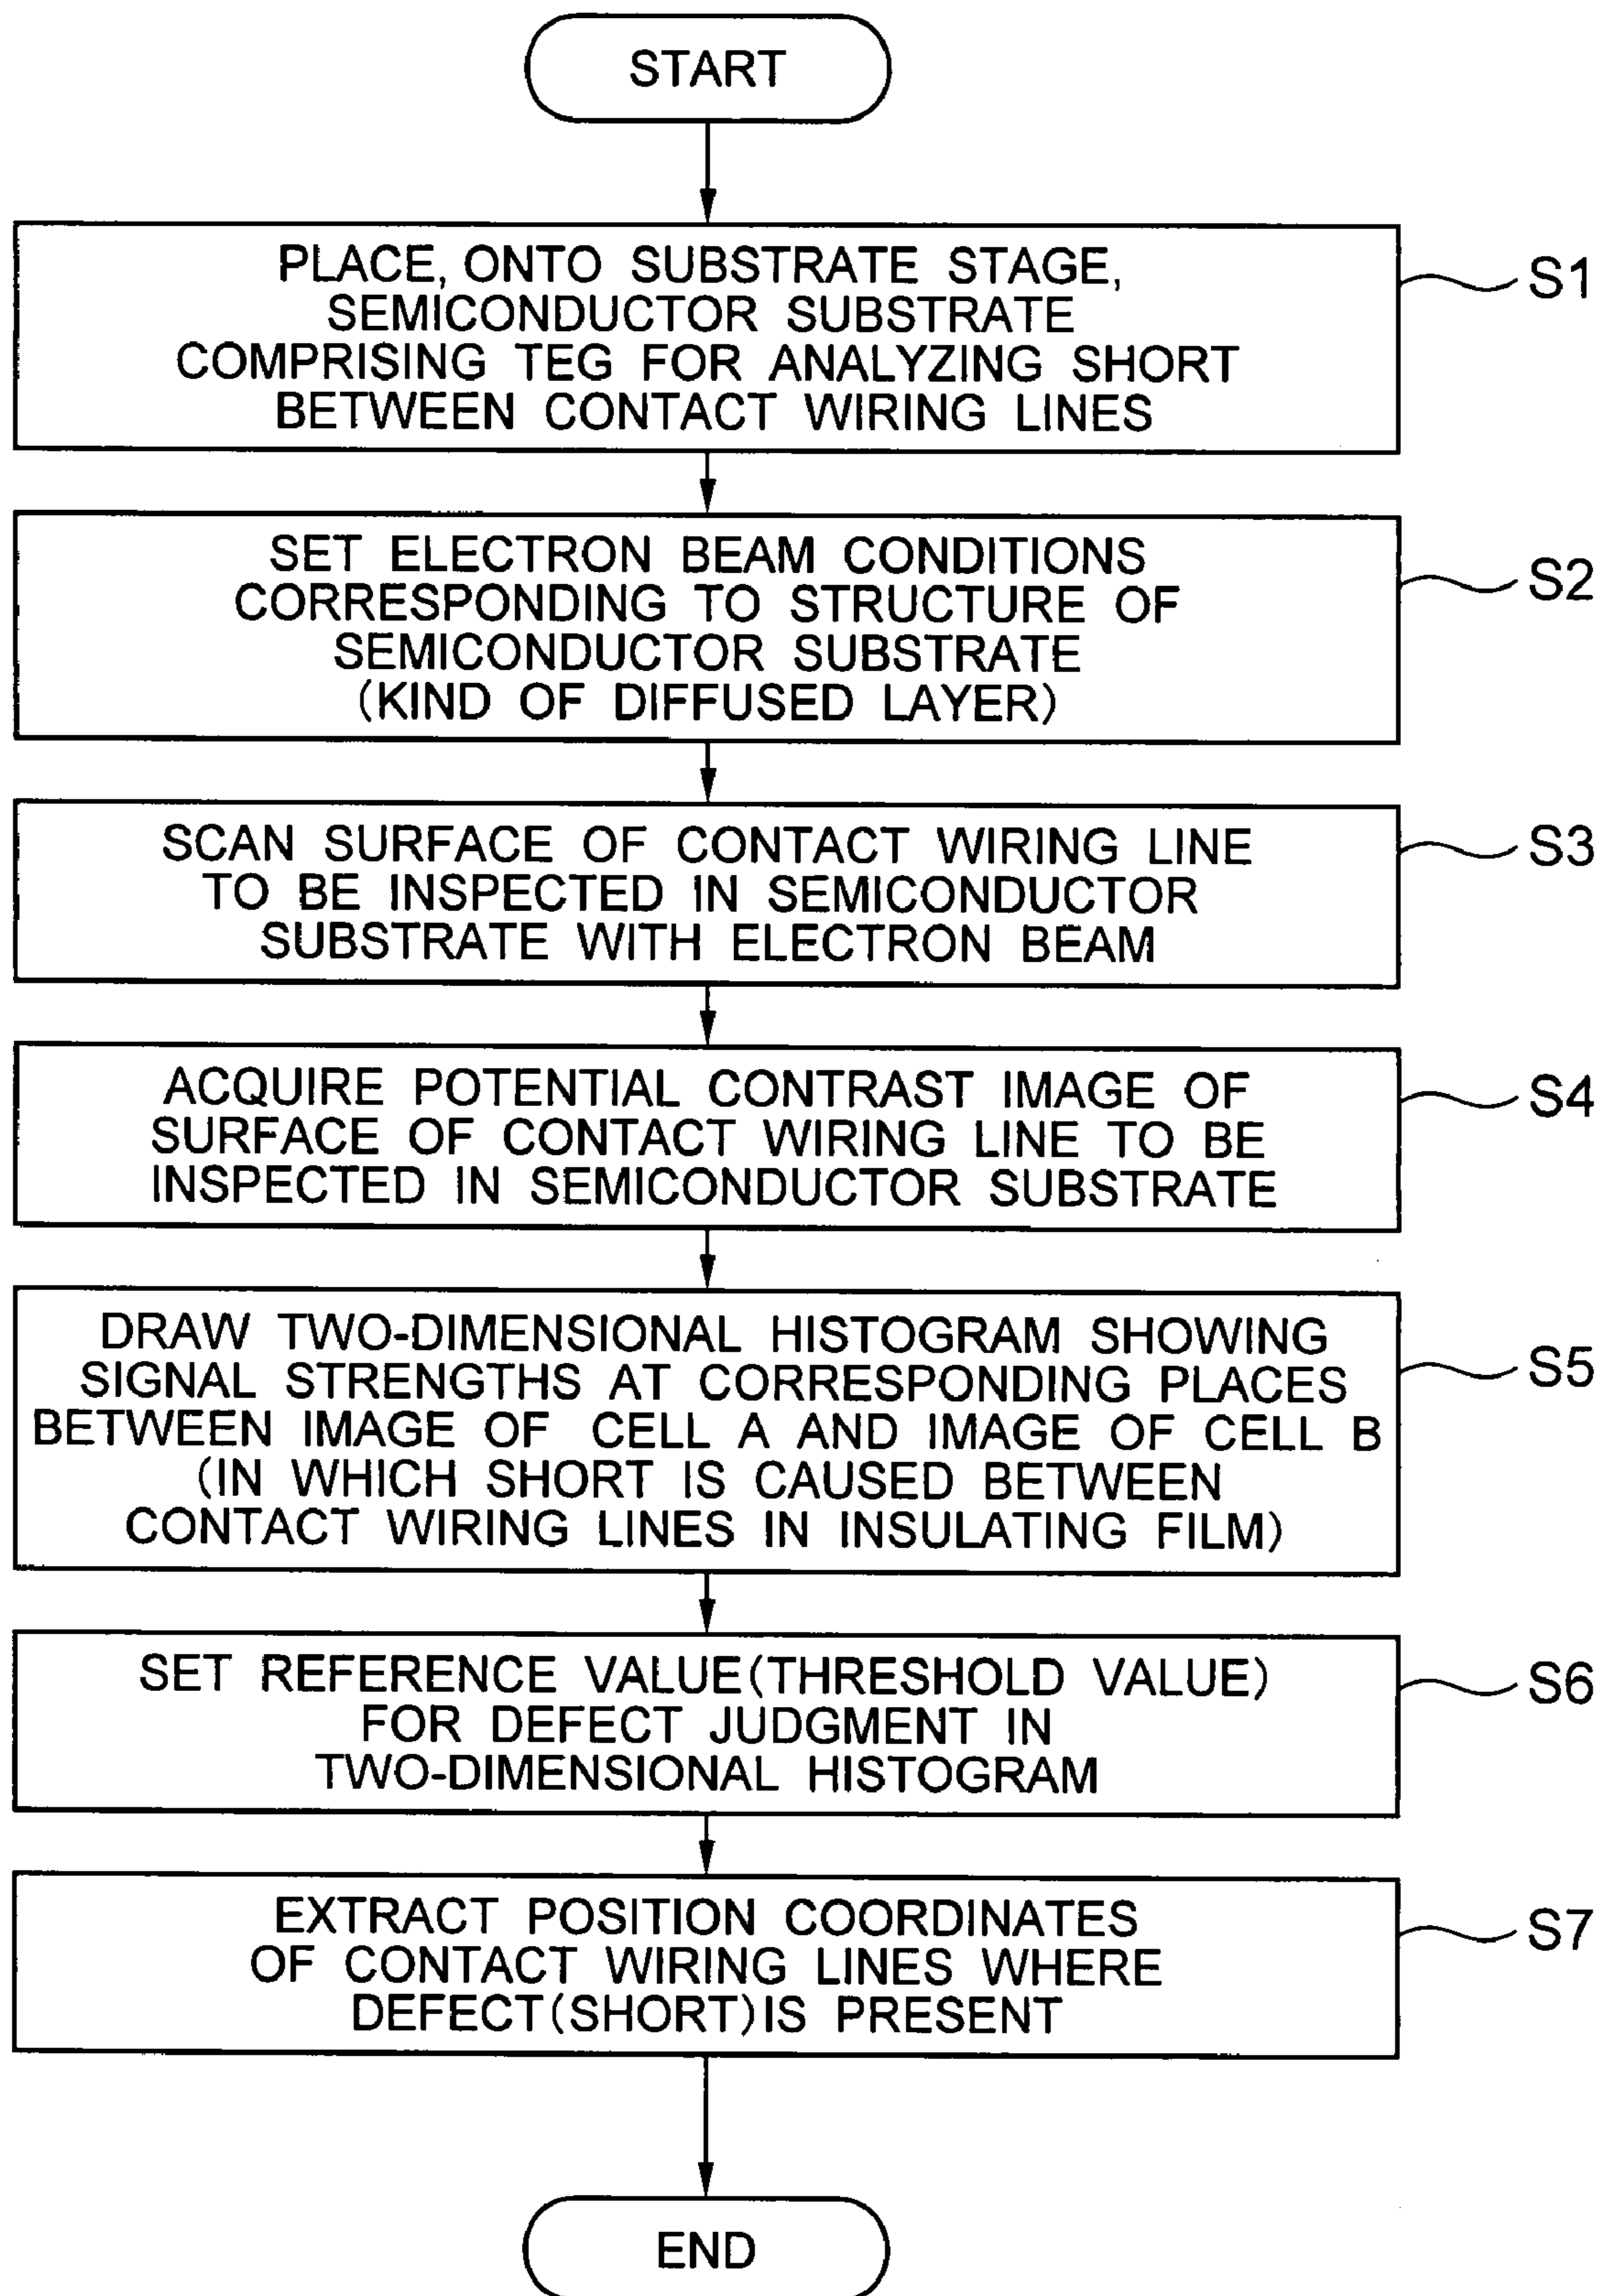 START
PLACE, ONTO SUBSTRATE STAGE,
SEMICONDUCTOR SUBSTRATE
COMPRISING TEG FOR ANALYZING SHORT
BETWEEN CONTACT WIRING LINES
S1
SET ELECTRON BEAM CONDITIONS
CORRESPONDING TO STRUCTURE OF
SEMICONDUCTOR SUBSTRATE
(KIND OF DIFFUSED LAYER)
S2
SCAN SURFACE OF CONTACT WIRING LINE
TO BE INSPECTED IN SEMICONDUCTOR
SUBSTRATE WITH ELECTRON BEAM
S3
ACQUIRE POTENTIAL CONTRAST IMAGE OF
SURFACE OF CONTACT WIRING LINE TO BE
INSPECTED IN SEMICONDUCTOR SUBSTRATE
S4
DRAW TWO-DIMENSIONAL HISTOGRAM SHOWING
SIGNAL STRENGTHS AT CORRESPONDING PLACES
BETWEEN IMAGE OF CELL A AND IMAGE OF CELL B
(IN WHICH SHORT IS CAUSED BETWEEN
CONTACT WIRING LINES IN INSULATING FILM)
S5
SET REFERENCE VALUE(THRESHOLD VALUE)
FOR DEFECT JUDGMENT IN
TWO-DIMENSIONAL HISTOGRAM
S6
EXTRACT POSITION COORDINATES
OF CONTACT WIRING LINES WHERE
DEFECT(SHORT)IS PRESENT
S7
END